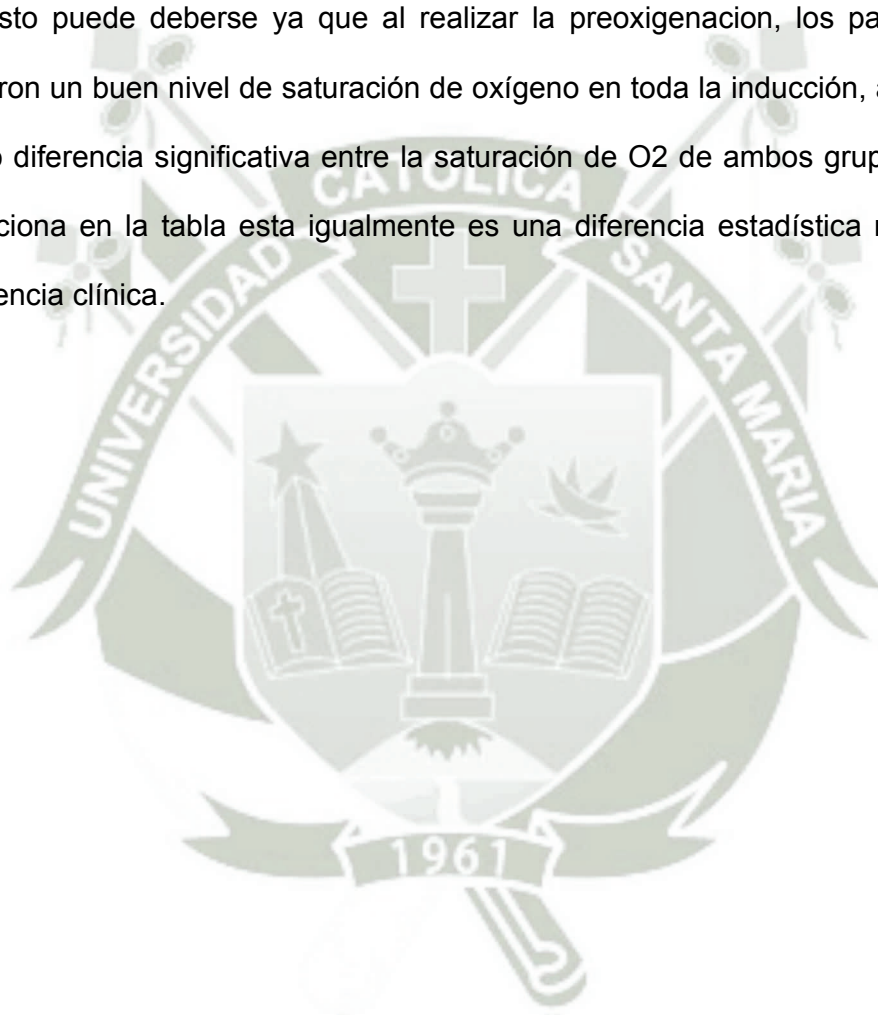 sto puede deberse ya que al realizar la preoxigenacion, los pa
ron un buen nivel de saturación de oxígeno en toda la inducción, a
o diferencia significativa entre la saturación de O2 de ambos grup
ciona en la tabla esta igualmente es una diferencia estadística
encia clínica.
UNIVERSIDAD CATOLICA SANTA MARIA
1961